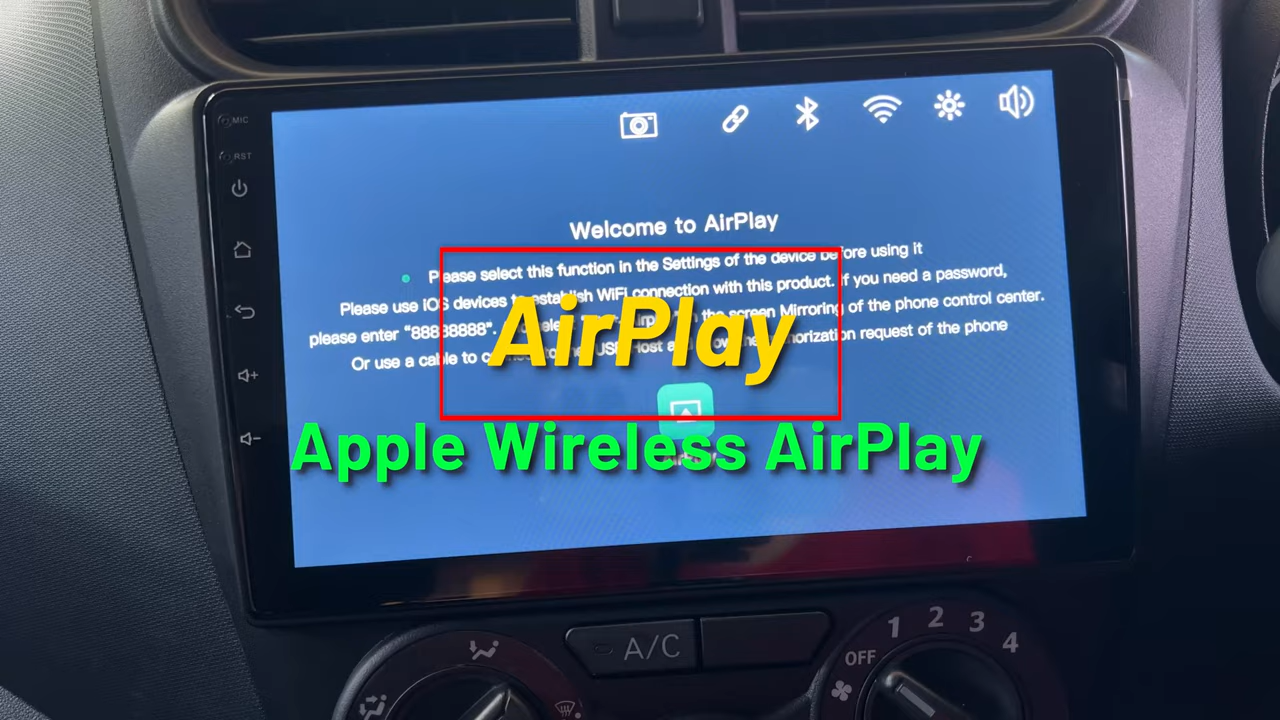 MIC
RST
Welcome to AirPlay
Please select this function in the Settings of the device before using it
Please use iOS devices to establish WiFi connection with this product. If you need a password,
please enter "88888888". the screen Mirroring of the phone control center.
Or use a cable to USB Host authorization request of the phone
AirPlay
Apple Wireless AirPlay
A/C
OFF
1
2
3
4